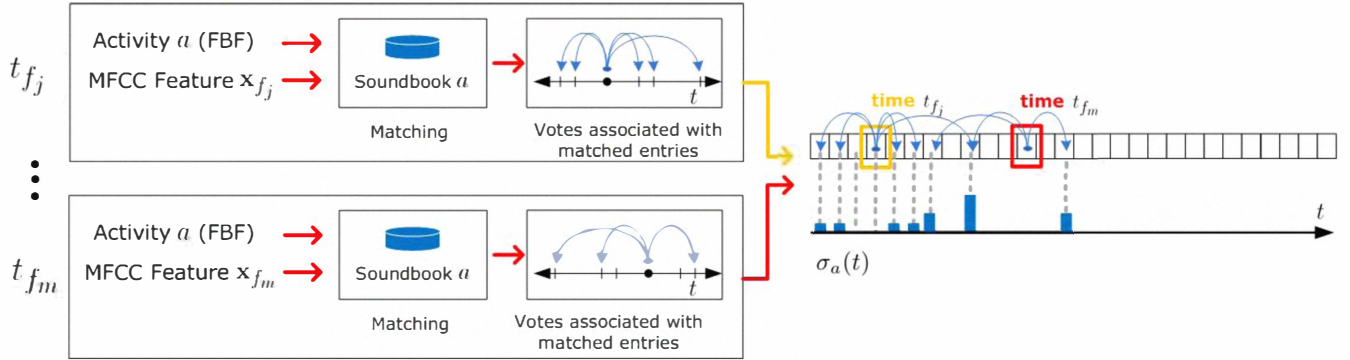 Activity a (FBF)
MFCC Feature x_{f_j}
t_{f_j}
Soundbook a
Matching
t
Votes associated with
matched entries
time t_{f_j}
time t_{f_m}
t
σ_a(t)
Activity a (FBF)
MFCC Feature x_{f_m}
t_{f_m}
Soundbook a
Matching
t
Votes associated with
matched entries